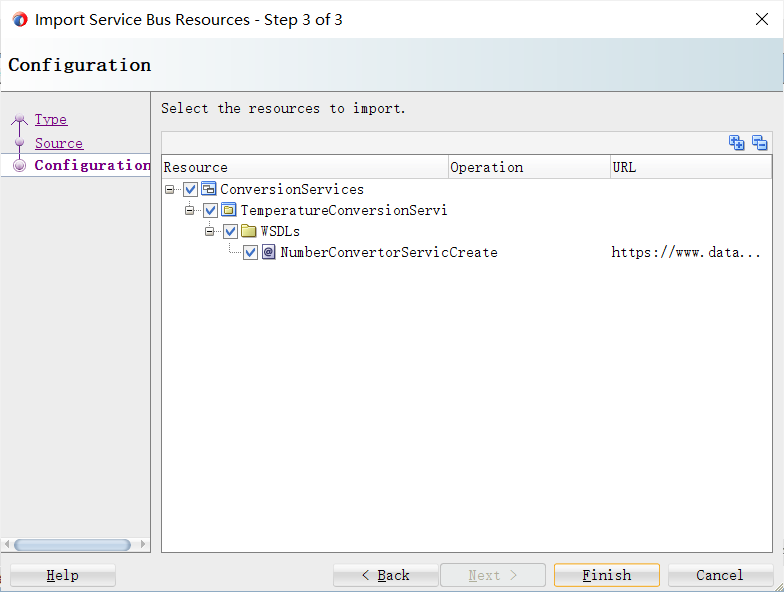 Import Service Bus Resources - Step 3 of 3
Configuration
Type
Source
Configuration
Select the resources to import.
Resource Operation URL
ConversionServices
TemperatureConversionServi
WSDLs
NumberConvertorServicCreate https://www.data...
Help < Back Next > Finish Cancel